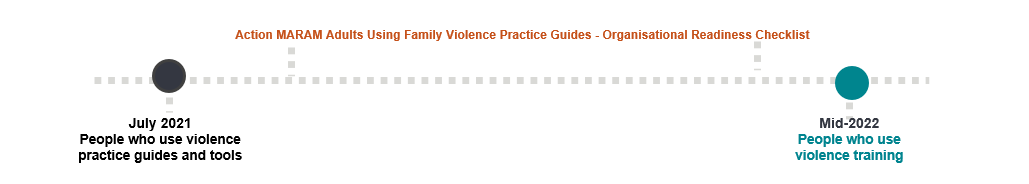 Action MARAM Adults Using Family Violence Practice Guides - Organisational Readiness Checklist
July 2021
People who use violence
practice guides and tools
Mid-2022
People who use
violence training